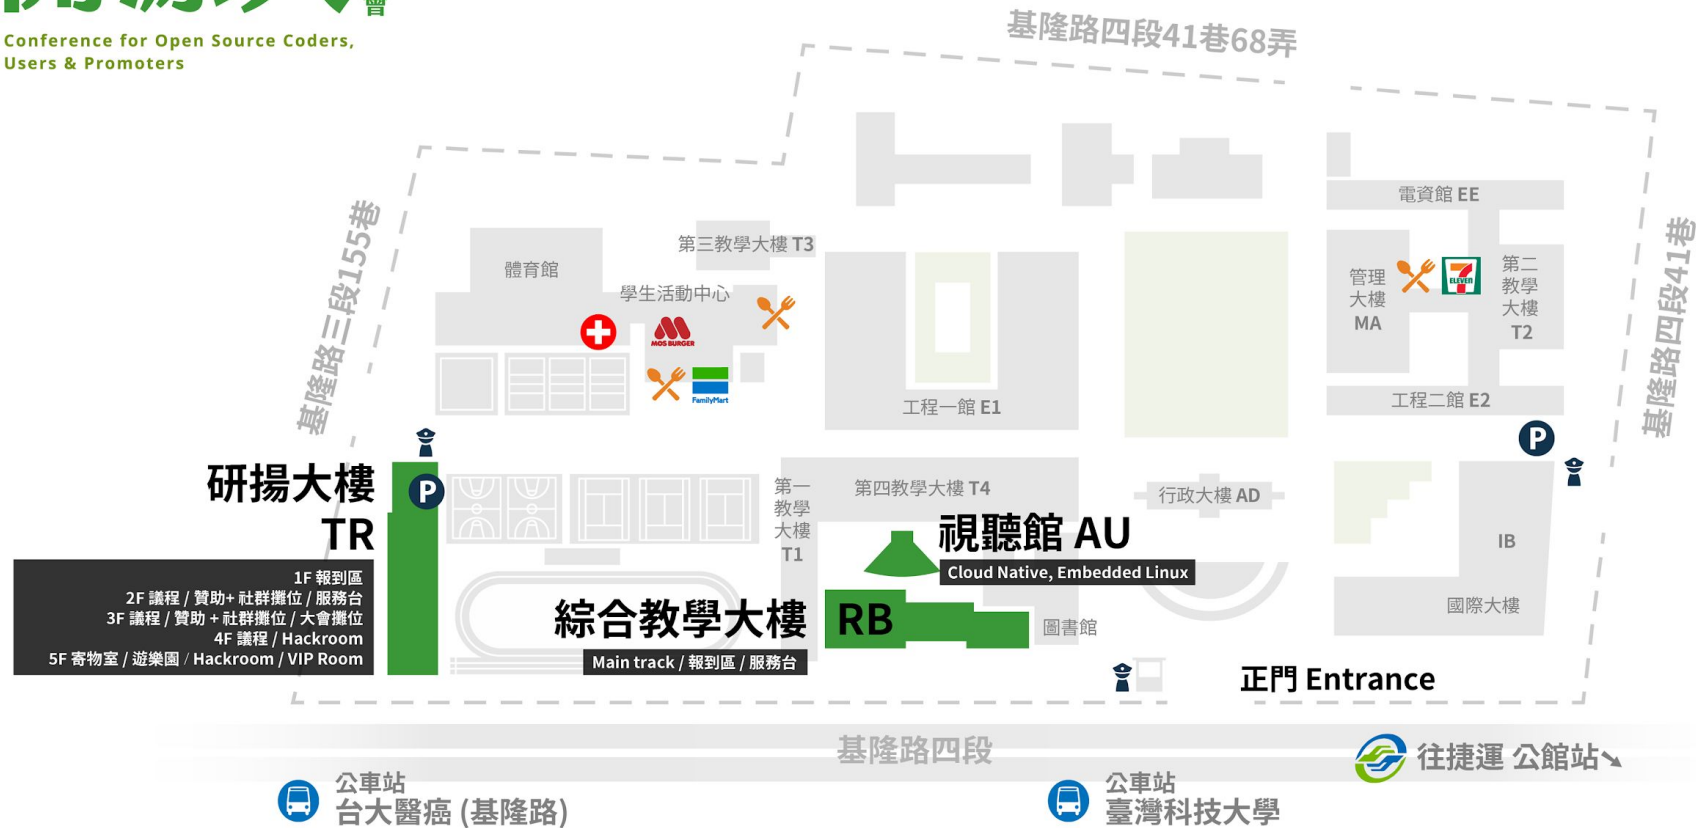 會
Conference for Open Source Coders,
Users & Promoters
基隆路四段41巷68弄
基隆路三段155巷
基隆路四段41巷
電資館 EE
第三教學大樓 T3
體育館
學生活動中心
管理
大樓
MA
7
ELEVEN
第二
教學
大樓
T2
MOS BURGER
FamilyMart
工程一館 E1
工程二館 E2
P
研揚大樓
TR
P
第一
教學
大樓
T1
第四教學大樓 T4
行政大樓 AD
視聽館 AU
Cloud Native, Embedded Linux
IB
國際大樓
1F 報到區
2F 議程 / 贊助+ 社群攤位 / 服務台
3F 議程 / 贊助 + 社群攤位 / 大會攤位
4F 議程 / Hackroom
5F 寄物室 / 遊樂園 / Hackroom / VIP Room
綜合教學大樓
RB
Main track / 報到區 / 服務台
圖書館
正門 Entrance
基隆路四段
往捷運 公館站↘
公車站
台大醫癌 (基隆路)
公車站
臺灣科技大學